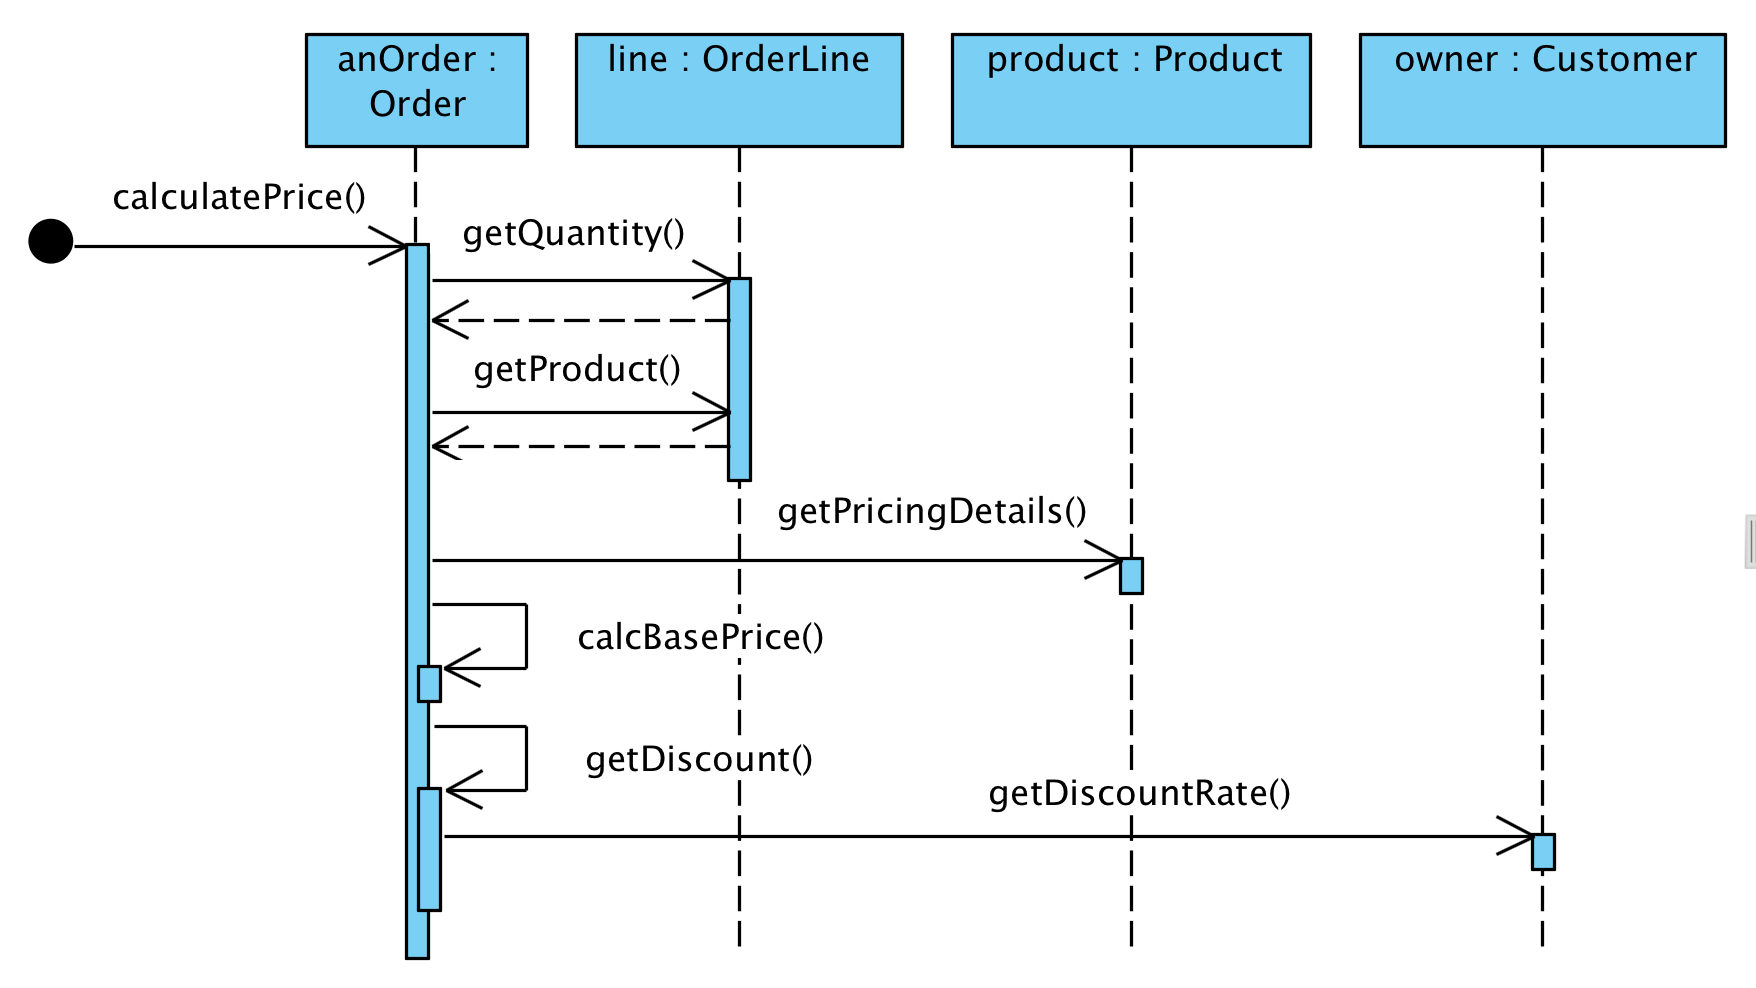 anOrder :
Order
line : OrderLine
product : Product
owner : Customer
calculatePrice()
getQuantity()
getProduct()
getPricingDetails()
calcBasePrice()
getDiscount()
getDiscountRate()